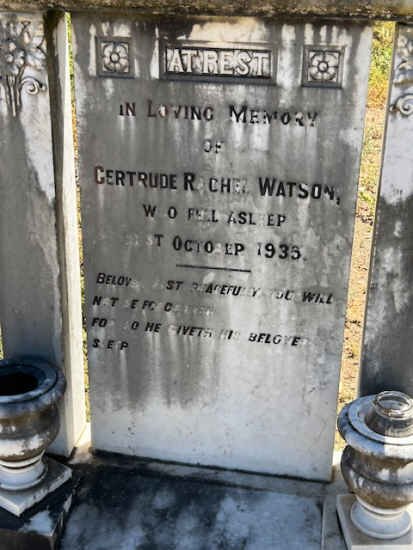 AT REST
IN LOVING MEMORY
OF
GERTRUDE RACHEL WATSON,
WHO FELL ASLEEP
OCTOBER 1935.
BELOVED REST PEACEFULLY YOU WILL
NOT BE FORGOTTEN
FOR SO HE GIVETH HIS BELOVED
SLEEP